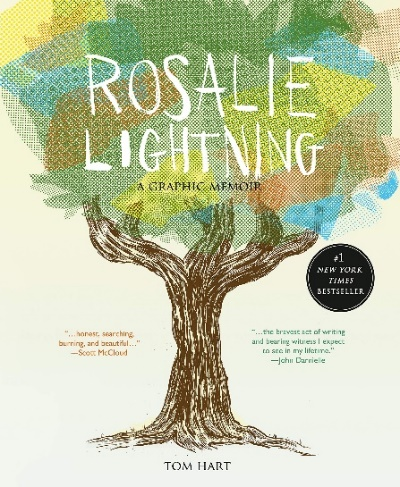 ROSALIE
LIGHTNING
A GRAPHIC MEMOIR
#1
NEW YORK
TIMES
BESTSELLER
“...honest, searching,
burning, and beautiful...”
—Scott McCloud
“...the bravest act of writing
and bearing witness I expect
to see in my lifetime.”
—John Darnielle
TOM HART